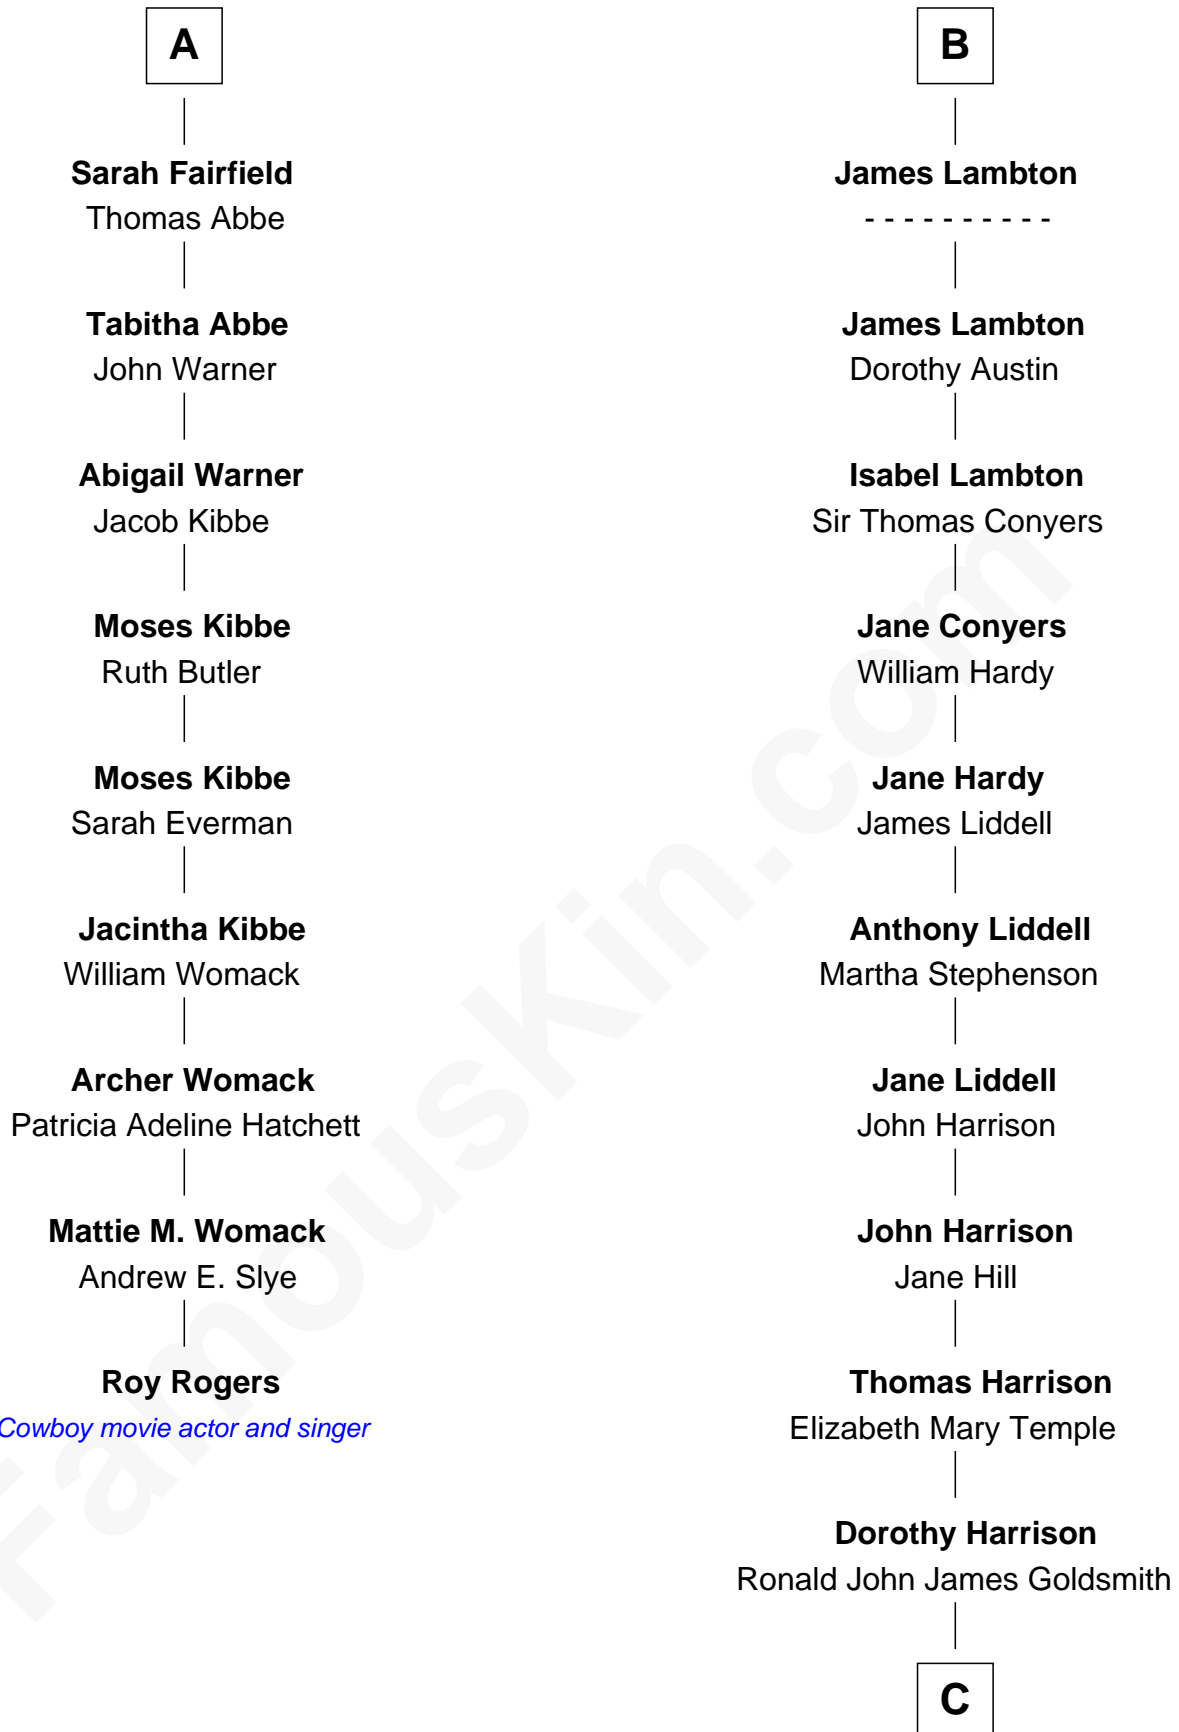 A
Sarah Fairfield
Thomas Abbe
Tabitha Abbe
John Warner
Abigail Warner
Jacob Kibbe
Moses Kibbe
Ruth Butler
Moses Kibbe
Sarah Everman
Jacintha Kibbe
William Womack
Archer Womack
Patricia Adeline Hatchett
Mattie M. Womack
Andrew E. Slye
Roy Rogers
Cowboy movie actor and singer
B
James Lambton
- - - - - - - - - -
James Lambton
Dorothy Austin
Isabel Lambton
Sir Thomas Conyers
Jane Conyers
William Hardy
Jane Hardy
James Liddell
Anthony Liddell
Martha Stephenson
Jane Liddell
John Harrison
John Harrison
Jane Hill
Thomas Harrison
Elizabeth Mary Temple
Dorothy Harrison
Ronald John James Goldsmith
C
FamousKin.com